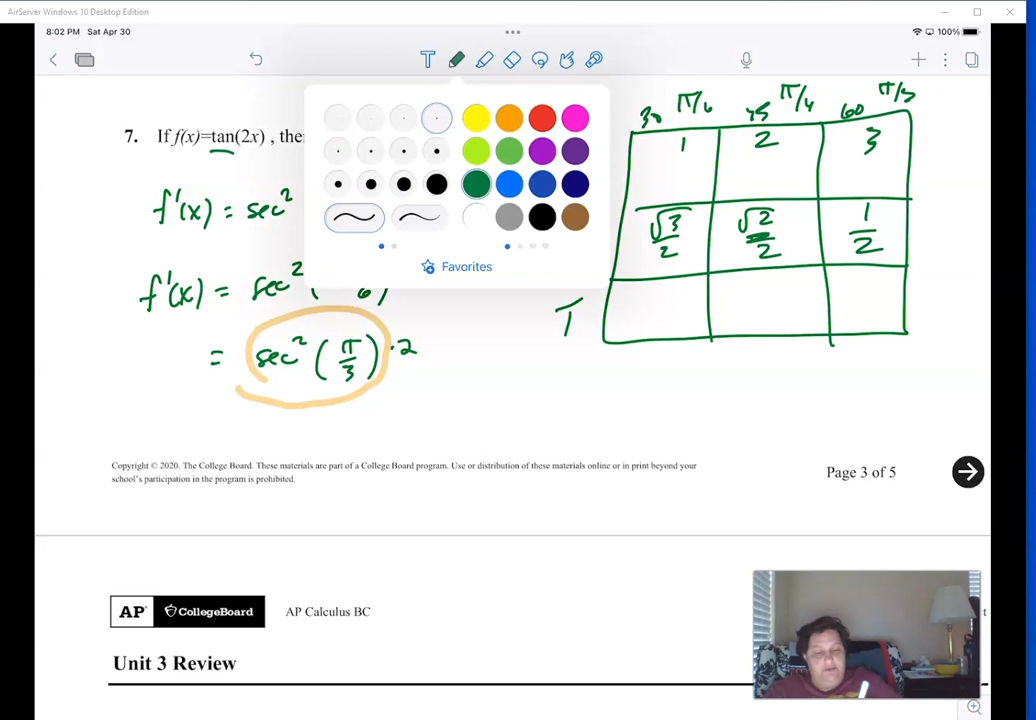 AirServer Windows 10 Desktop Edition
8:02 PM Sat Apr 30
100%
T
30 π/6 45 π/4 60 π/3
7. If f(x)=tan(2x) , the
1 2 3
f'(x) = sec²
√3/2 √2/2 1/2
Favorites
f'(x) = sec² ( 6)
T
= sec² (π/3) · 2
Copyright © 2020. The College Board. These materials are part of a College Board program. Use or distribution of these materials online or in print beyond your
school's participation in the program is prohibited.
Page 3 of 5
AP CollegeBoard AP Calculus BC
Unit 3 Review